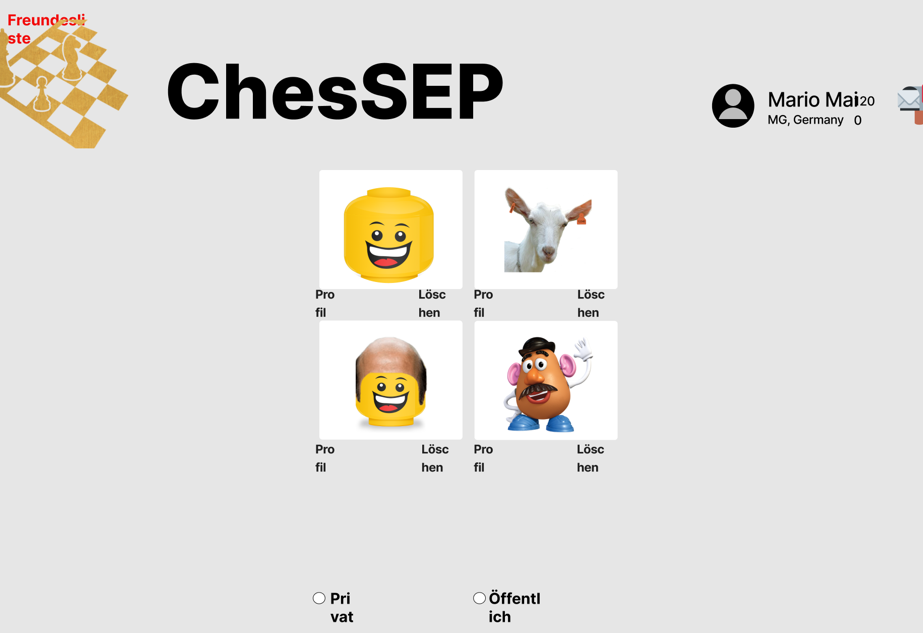 Freundesli
ste
ChesSEP
Mario Mai
20
MG, Germany
0
Pro
fil
Lösc
hen
Pro
fil
Lösc
hen
Pro
fil
Lösc
hen
Pro
fil
Lösc
hen
Pri
vat
Öffentl
ich